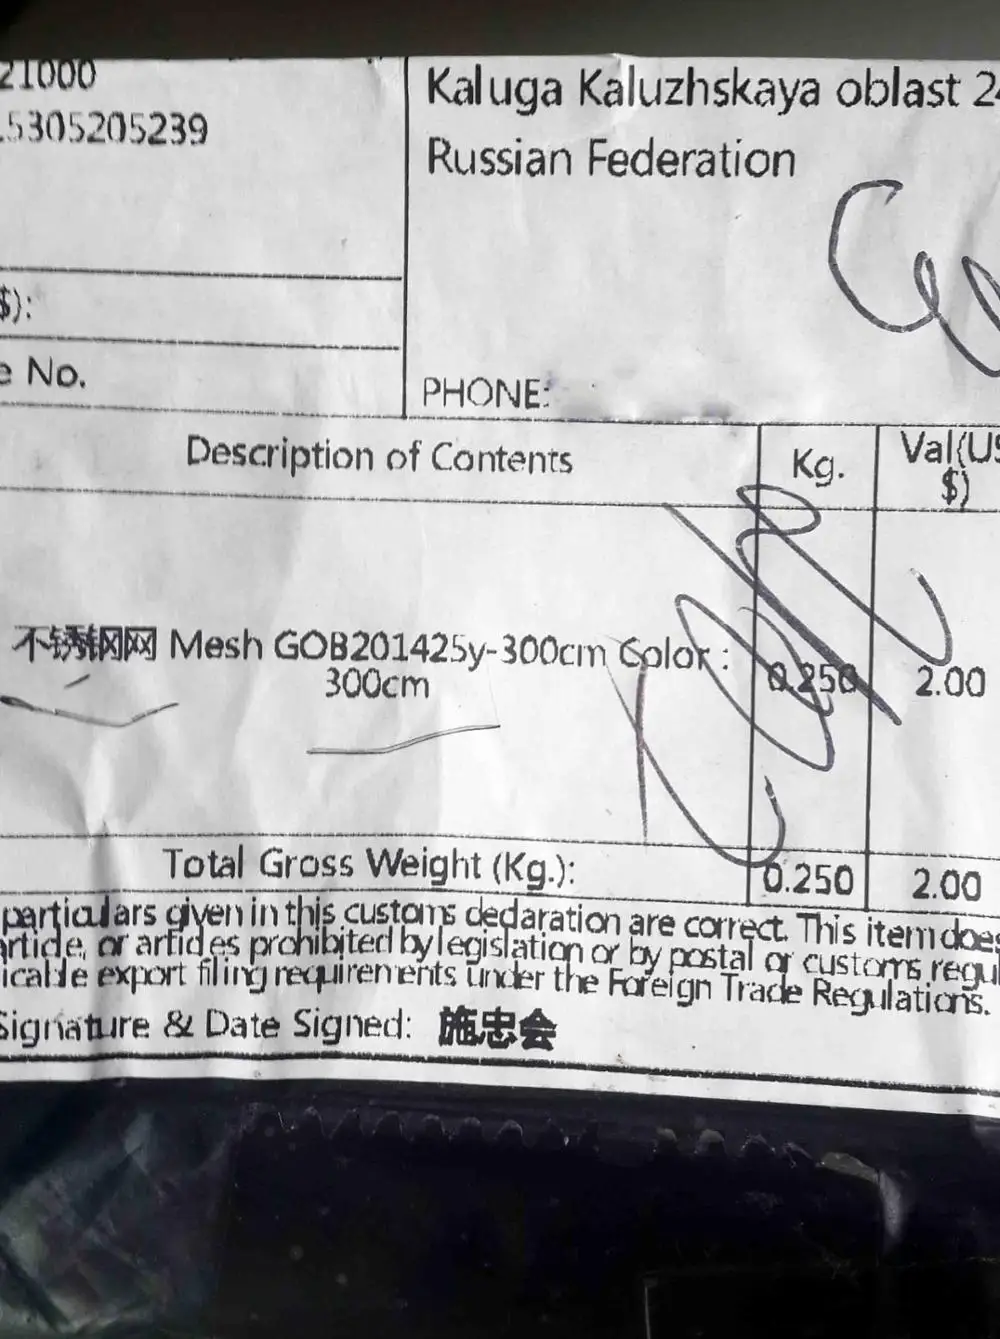 21000
5305205239
Kaluga Kaluzhskaya oblast 2
Russian Federation
$):
e No.
PHONE:
Description of Contents
Kg.
Val(US
$)
不锈钢网 Mesh GOB201425y-300cm Color :
300cm
0.250
2.00
Total Gross Weight (Kg.):
0.250
2.00
particulars given in this customs declaration are correct. This item does
article, or articles prohibited by legislation or by postal or customs regul
icable export filing requirements under the Foreign Trade Regulations.
Signature & Date Signed: 施忠会